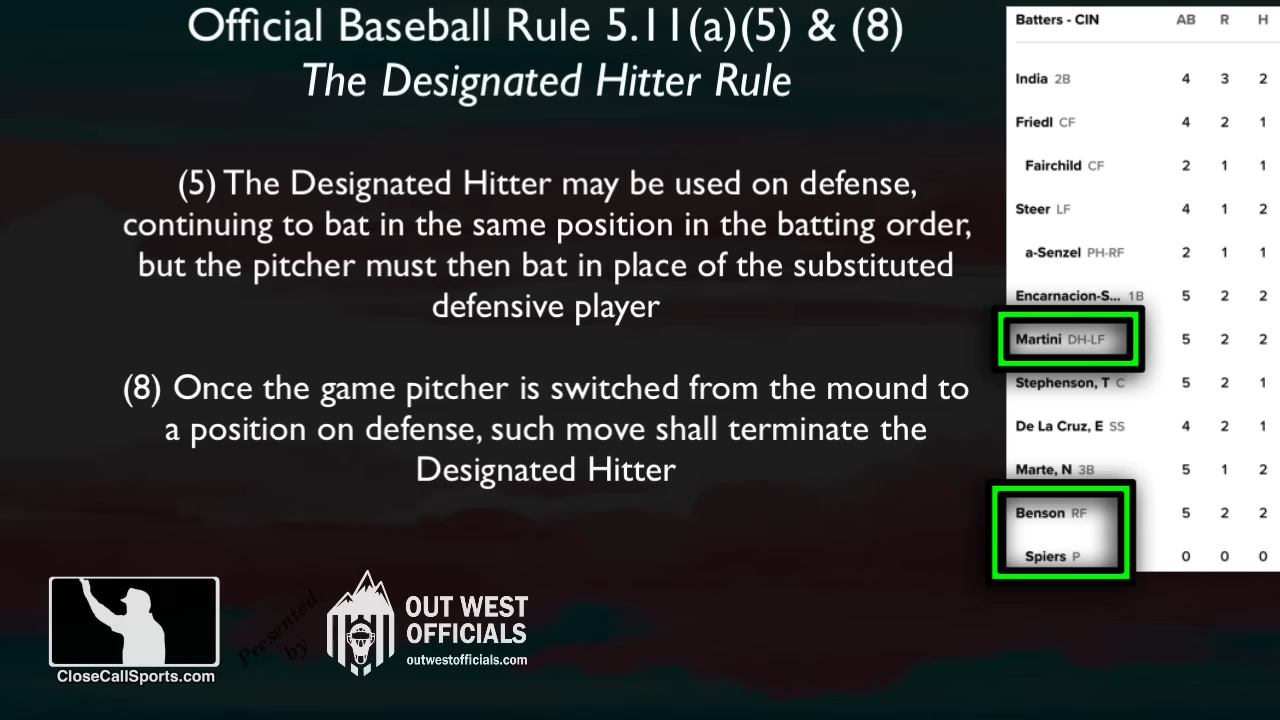 Official Baseball Rule 5.11(a)(5) & (8)
The Designated Hitter Rule
(5) The Designated Hitter may be used on defense,
continuing to bat in the same position in the batting order,
but the pitcher must then bat in place of the substituted
defensive player
(8) Once the game pitcher is switched from the mound to
a position on defense, such move shall terminate the
Designated Hitter
Batters - CIN AB R H
India 2B 4 3 2
Friedl CF 4 2 1
Fairchild CF 2 1 1
Steer LF 4 1 2
a-Senzel PH-RF 2 1 1
Encarnacion-S... 1B 5 2 2
Martini DH-LF 5 2 2
Stephenson, T C 5 2 1
De La Cruz, E SS 4 2 1
Marte, N 3B 5 1 2
Benson RF 5 2 2
Spiers P 0 0 0
CloseCallSports.com
Presented
by
OUT WEST
OFFICIALS
outwestofficials.com